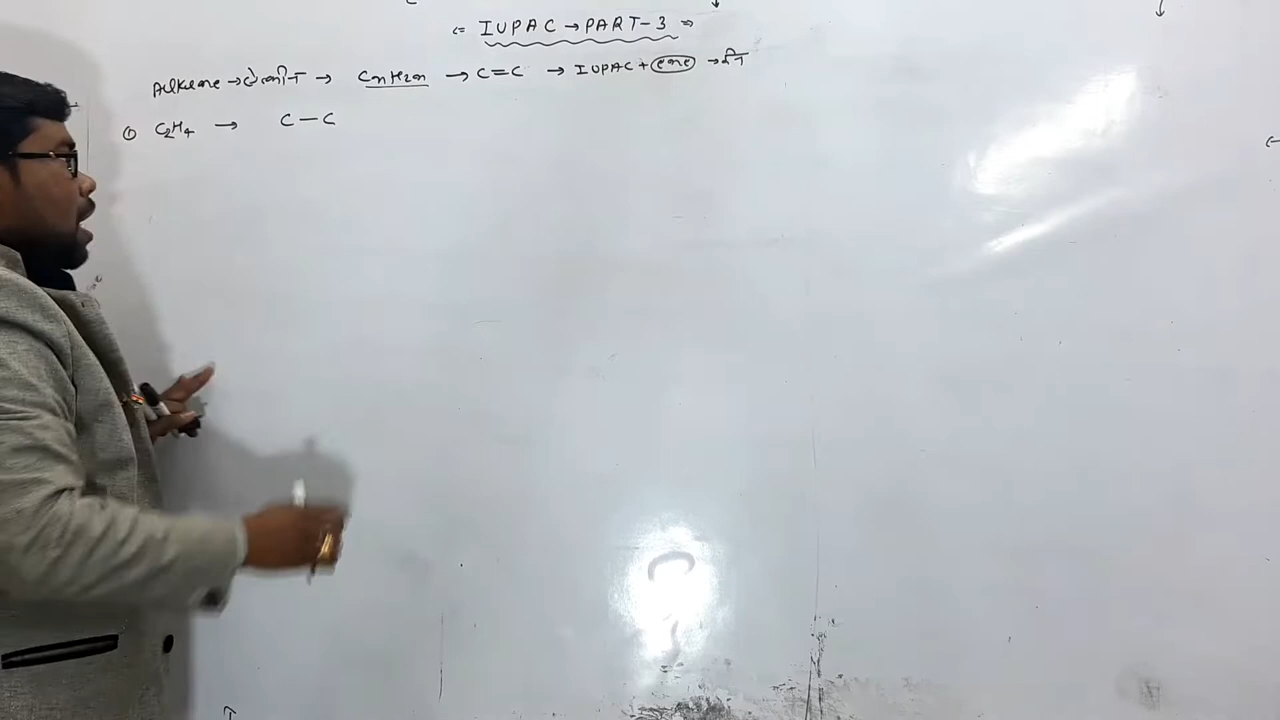 ⇐ IUPAC → PART-3 ⇒
Alkene → → CnH2n → C=C → IUPAC + ene →
① C2H4 → C—C